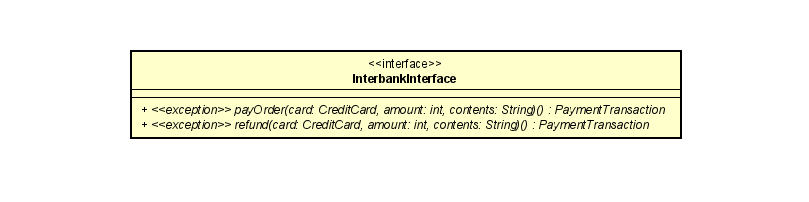 <<interface>>
InterbankInterface
+ <<exception>> payOrder(card: CreditCard, amount: int, contents: String)() : PaymentTransaction
+ <<exception>> refund(card: CreditCard, amount: int, contents: String)() : PaymentTransaction